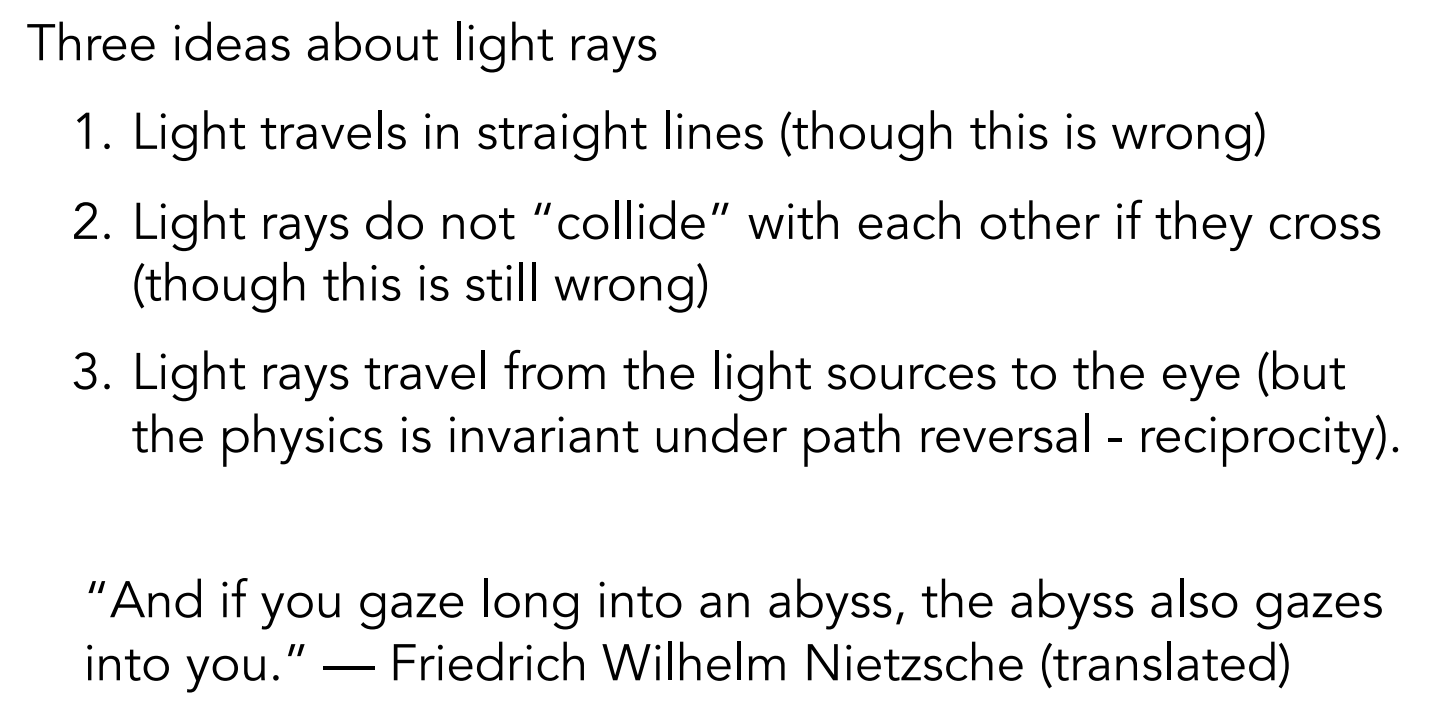 Three ideas about light rays
1. Light travels in straight lines (though this is wrong)
2. Light rays do not “collide” with each other if they cross
(though this is still wrong)
3. Light rays travel from the light sources to the eye (but
the physics is invariant under path reversal - reciprocity).
“And if you gaze long into an abyss, the abyss also gazes
into you.” — Friedrich Wilhelm Nietzsche (translated)